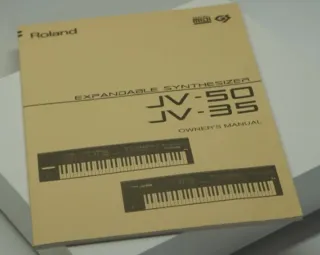 Roland
EXPANDABLE SYNTHESIZER
JV-50
JV-35
OWNER'S MANUAL